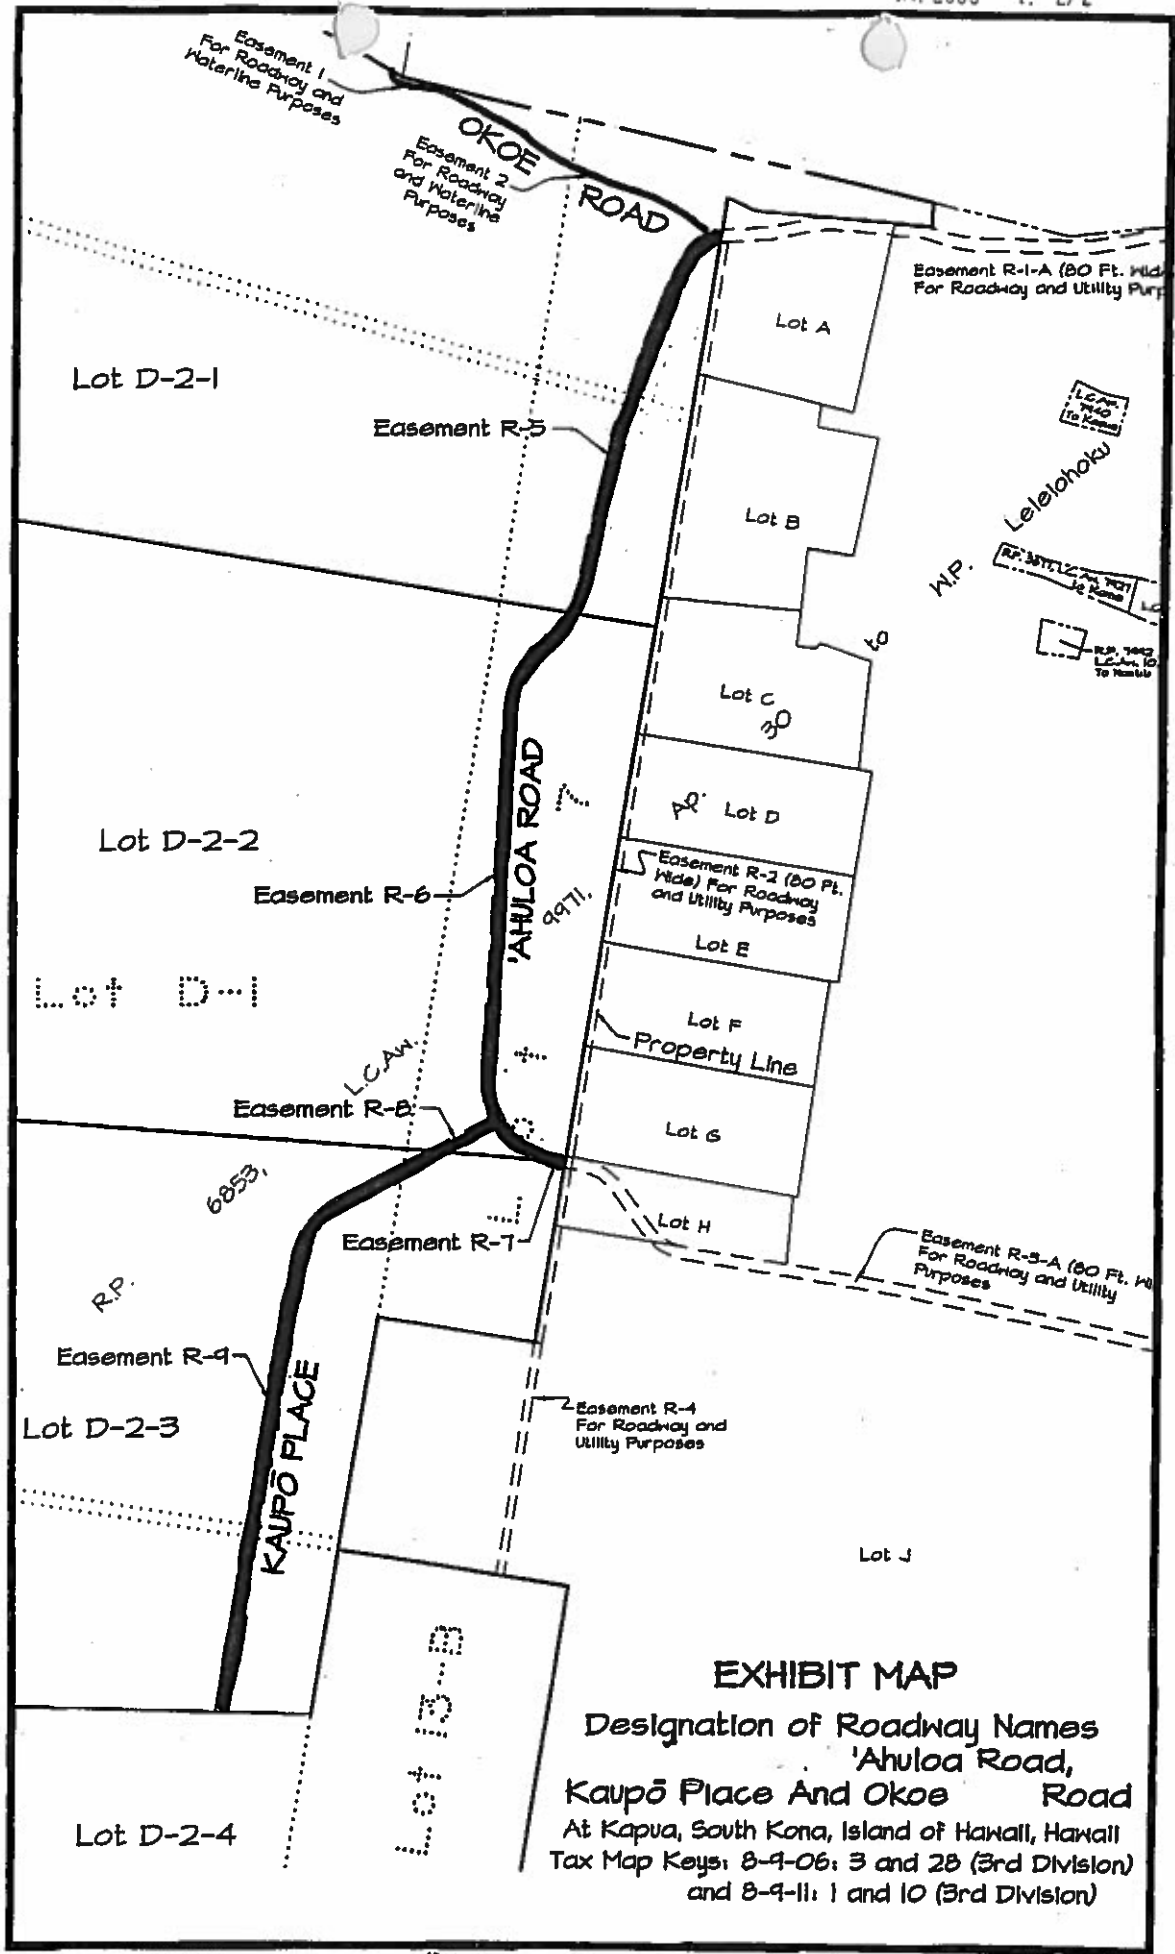 Easement 1
For Roadway and
Waterline Purposes
OKOE
ROAD
Easement 2
For Roadway
and Waterline
Purposes
Easement R-1-A (80 Ft.
For Roadway and Utility
Lot A
Lot D-2-1
Easement R-5
Lot B
Lelelohoku
W.P.
to
Lot C
30
Ap.
Lot D
'AHULOA ROAD
7
Lot D-2-2
Easement R-6
9971,
Easement R-2 (80 Ft.
Wide) For Roadway
and Utility Purposes
Lot E
Lot D-1
Lot F
Property Line
L.C.Aw.
Easement R-8
Lot G
6853,
Lot H
Easement R-7
Easement R-3-A (80 Ft.
For Roadway and Utility
Purposes
R.P.
Easement R-9
KAUPŌ PLACE
Lot D-2-3
Easement R-4
For Roadway and
Utility Purposes
Lot J
Lot 13-B
Lot D-2-4
EXHIBIT MAP
Designation of Roadway Names
'Ahuloa Road,
Kaupō Place And Okoe Road
At Kapua, South Kona, Island of Hawaii, Hawaii
Tax Map Keys: 8-9-06: 3 and 28 (3rd Division)
and 8-9-11: 1 and 10 (3rd Division)